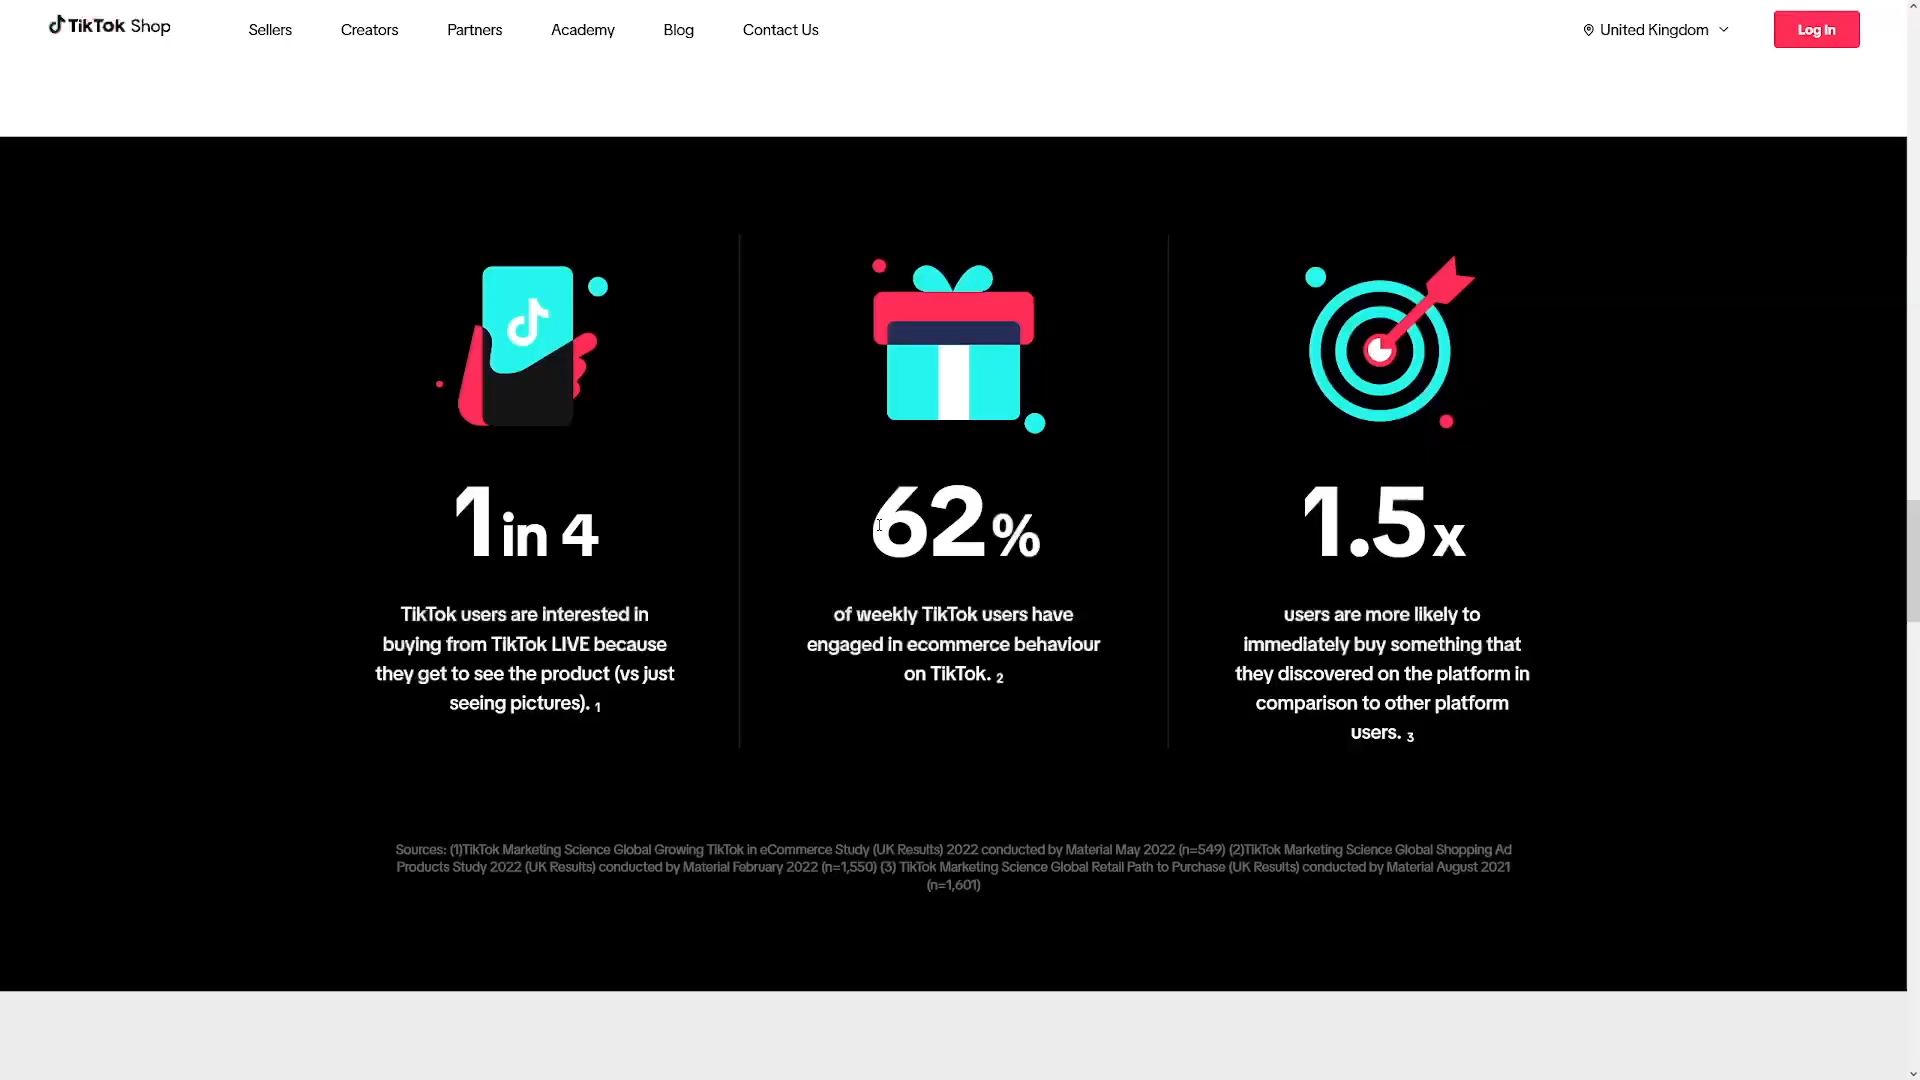 TikTok Shop
Sellers
Creators
Partners
Academy
Blog
Contact Us
United Kingdom
Log In
1 in 4
TikTok users are interested in
buying from TikTok LIVE because
they get to see the product (vs just
seeing pictures). 1
62%
of weekly TikTok users have
engaged in ecommerce behaviour
on TikTok. 2
1.5x
users are more likely to
immediately buy something that
they discovered on the platform in
comparison to other platform
users. 3
Sources: (1)TikTok Marketing Science Global Growing TikTok in eCommerce Study (UK Results) 2022 conducted by Material May 2022 (n=549) (2)TikTok Marketing Science Global Shopping Ad
Products Study 2022 (UK Results) conducted by Material February 2022 (n=1,550) (3) TikTok Marketing Science Global Retail Path to Purchase (UK Results) conducted by Material August 2021
(n=1,601)